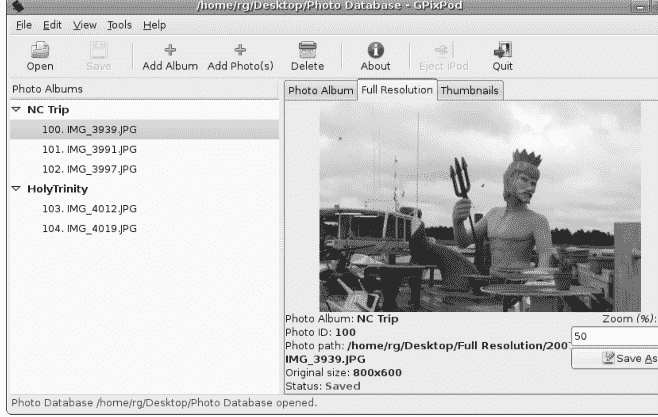 /home/rg/Desktop/Photo Database - GPixPod
File Edit View Tools Help
Open Save Add Album Add Photo(s) Delete About Eject iPod Quit
Photo Albums
NC Trip
100. IMG_3939.JPG
101. IMG_3991.JPG
102. IMG_3997.JPG
HolyTrinity
103. IMG_4012.JPG
104. IMG_4019.JPG
Photo Album Full Resolution Thumbnails
Photo Album: NC Trip
Photo ID: 100
Photo path: /home/rg/Desktop/Full Resolution/200
IMG_3939.JPG
Original size: 800x600
Status: Saved
Zoom (%):
50
Save As
Photo Database /home/rg/Desktop/Photo Database opened.